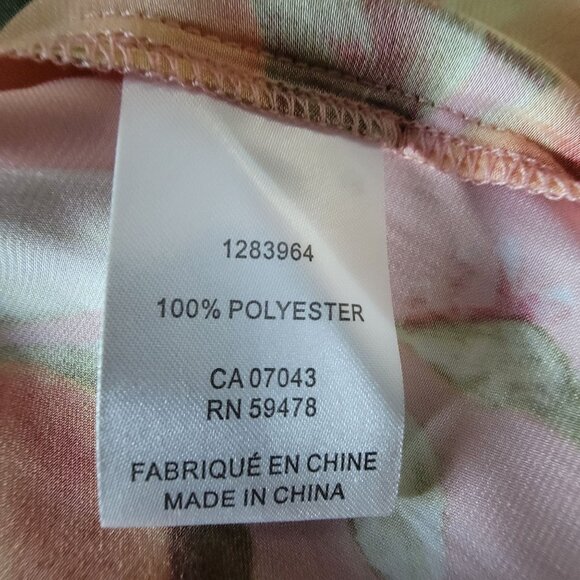 1283964
100% POLYESTER
CA 07043
RN 59478
FABRIQUÉ EN CHINE
MADE IN CHINA